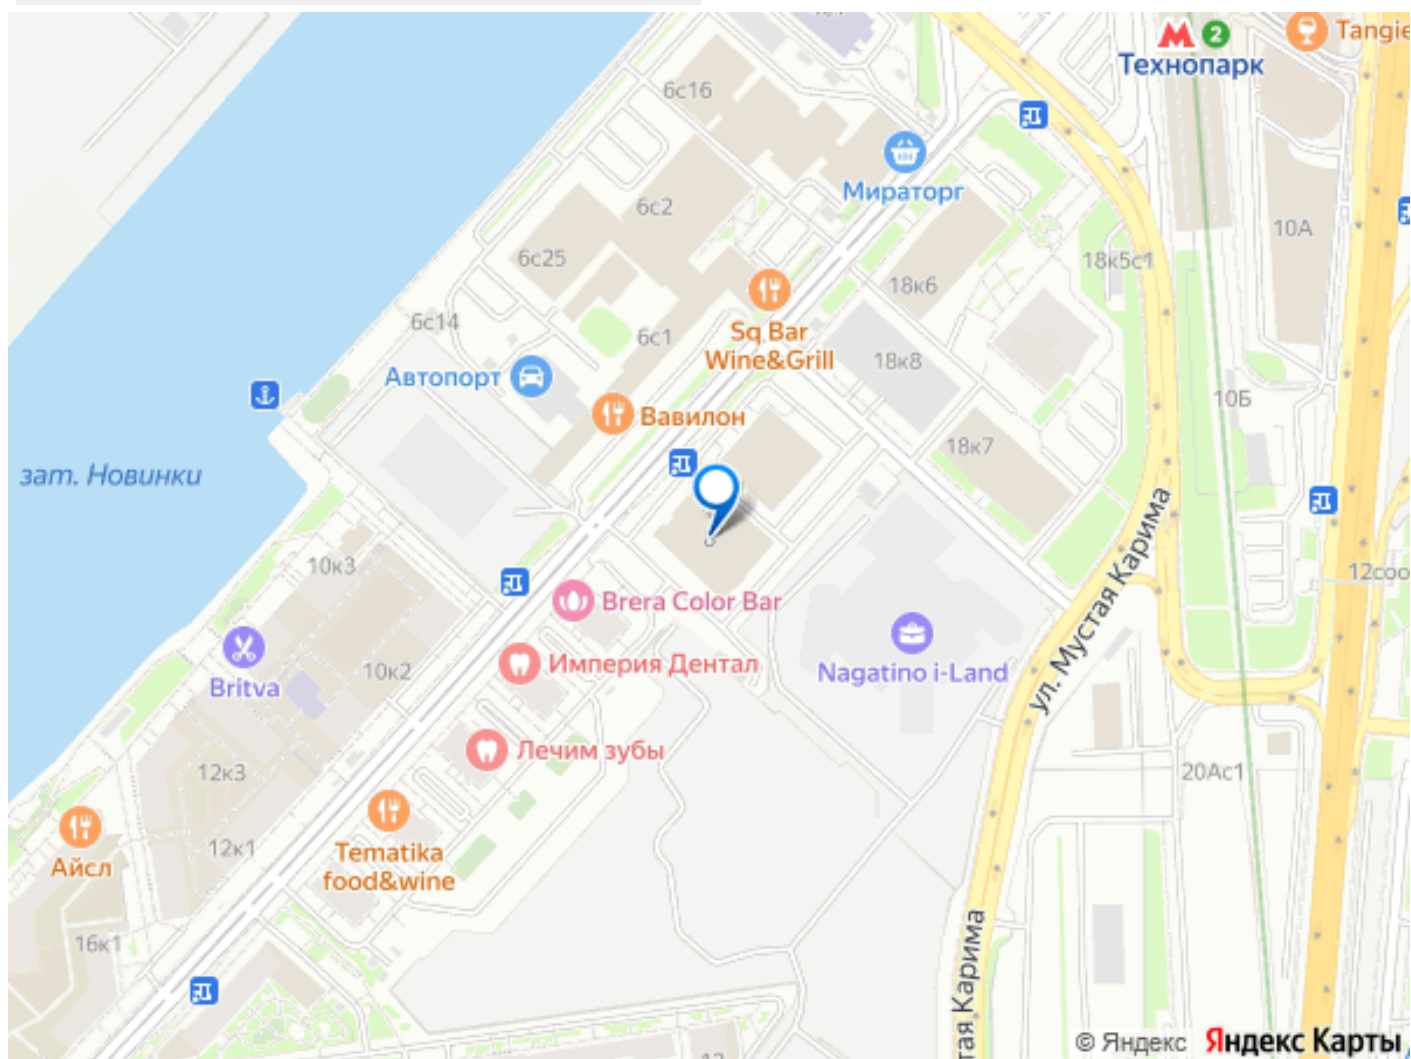 М 2
Технопарк
Tangie
6с16
Мираторг
6с2
6с25
10А
18к5с1
18к6
6с14
6с1
Sq Bar
Wine&Grill
18к8
Автопорт
10Б
Вавилон
18к7
зат. Новинки
ул. Мустая Карима
10к3
12соо
Brera Color Bar
10к2
Britva
Империя Дентал
Nagatino i-Land
Лечим зубы
12к3
20Ас1
12к1
Айсл
Tematika
food&wine
16к1
тая Карима
© Яндекс Яндекс Карты